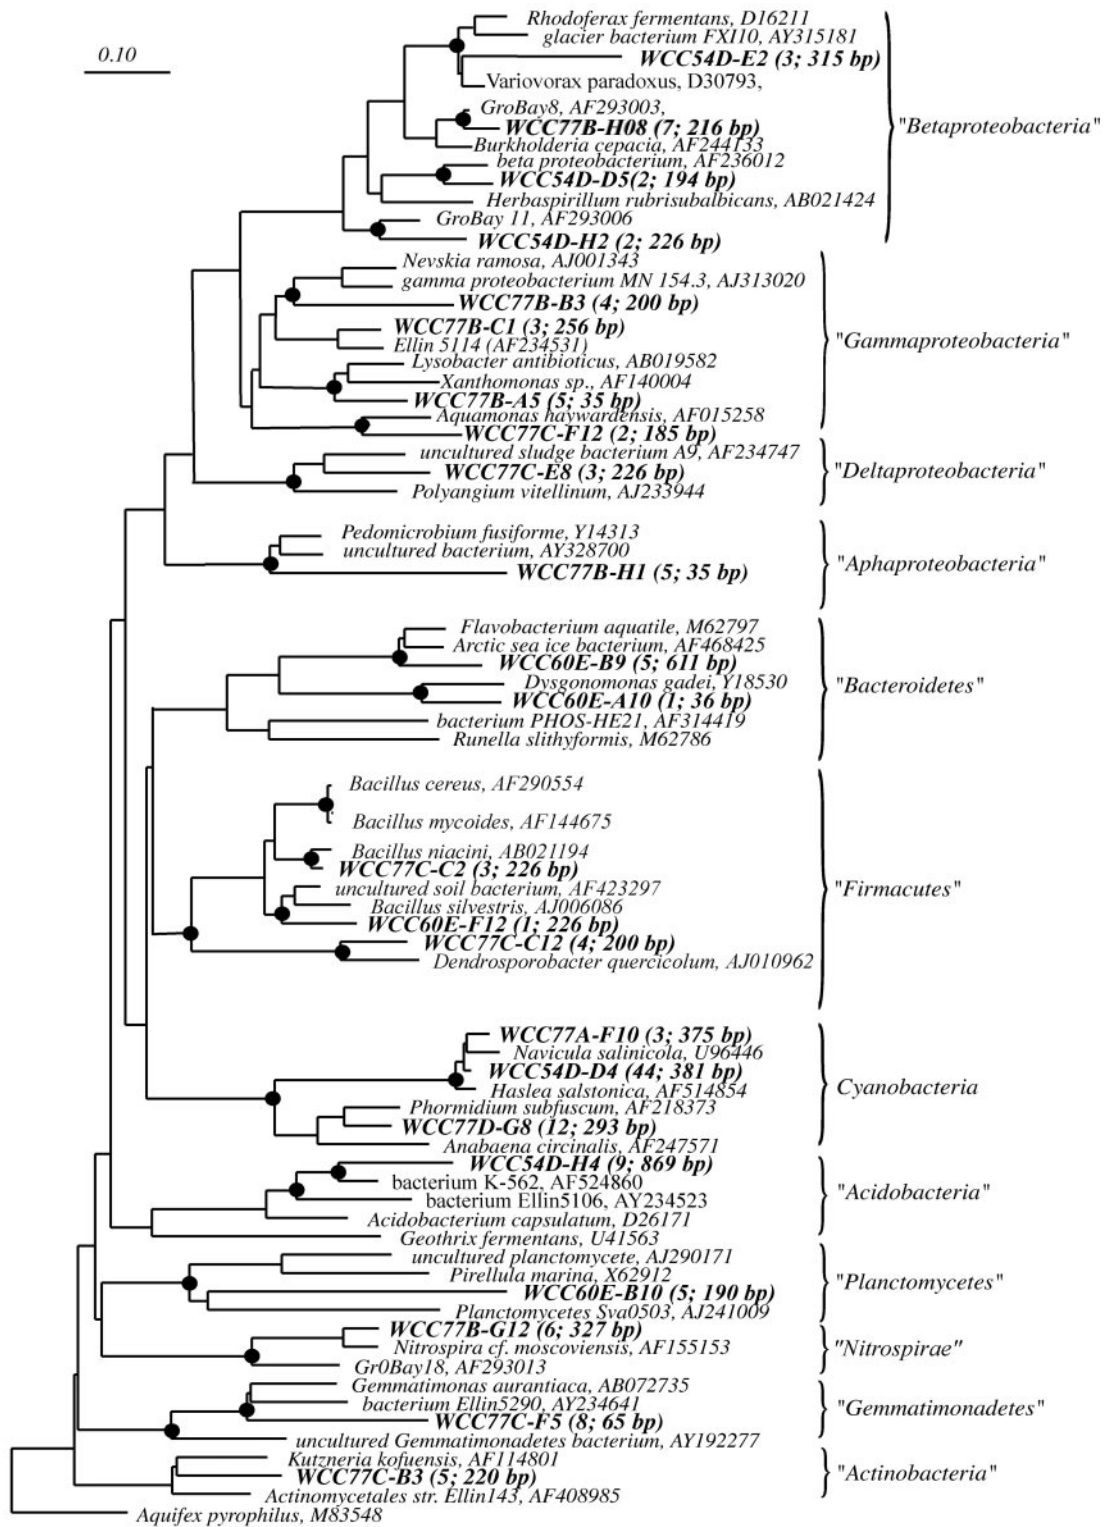 0.10
Rhodoferax fermentans, D16211
glacier bacterium FXI10, AY315181
WCC54D-E2 (3; 315 bp)
Variovorax paradoxus, D30793,
GroBay8, AF293003,
WCC77B-H08 (7; 216 bp)
Burkholderia cepacia, AF244133
beta proteobacterium, AF236012
WCC54D-D5(2; 194 bp)
Herbaspirillum rubrisubalbicans, AB021424
GroBay 11, AF293006
WCC54D-H2 (2; 226 bp)
"Betaproteobacteria"
Nevskia ramosa, AJ001343
gamma proteobacterium MN 154.3, AJ313020
WCC77B-B3 (4; 200 bp)
WCC77B-C1 (3; 256 bp)
Ellin 5114 (AF234531)
Lysobacter antibioticus, AB019582
Xanthomonas sp., AF140004
WCC77B-A5 (5; 35 bp)
Aquamonas haywardensis, AF015258
WCC77C-F12 (2; 185 bp)
"Gammaproteobacteria"
uncultured sludge bacterium A9, AF234747
WCC77C-E8 (3; 226 bp)
Polyangium vitellinum, AJ233944
"Deltaproteobacteria"
Pedomicrobium fusiforme, Y14313
uncultured bacterium, AY328700
WCC77B-H1 (5; 35 bp)
"Aphaproteobacteria"
Flavobacterium aquatile, M62797
Arctic sea ice bacterium, AF468425
WCC60E-B9 (5; 611 bp)
Dysgonomonas gadei, Y18530
WCC60E-A10 (1; 36 bp)
bacterium PHOS-HE21, AF314419
Runella slithyformis, M62786
"Bacteroidetes"
Bacillus cereus, AF290554
Bacillus mycoides, AF144675
Bacillus niacini, AB021194
WCC77C-C2 (3; 226 bp)
uncultured soil bacterium, AF423297
Bacillus silvestris, AJ006086
WCC60E-F12 (1; 226 bp)
WCC77C-C12 (4; 200 bp)
Dendrosporobacter quercicolum, AJ010962
"Firmacutes"
WCC77A-F10 (3; 375 bp)
Navicula salinicola, U96446
WCC54D-D4 (44; 381 bp)
Haslea salstonica, AF514854
Phormidium subfuscum, AF218373
WCC77D-G8 (12; 293 bp)
Anabaena circinalis, AF247571
Cyanobacteria
WCC54D-H4 (9; 869 bp)
bacterium K-562, AF524860
bacterium Ellin5106, AY234523
Acidobacterium capsulatum, D26171
Geothrix fermentans, U41563
"Acidobacteria"
uncultured planctomycete, AJ290171
Pirellula marina, X62912
WCC60E-B10 (5; 190 bp)
Planctomycetes Sva0503, AJ241009
"Planctomycetes"
WCC77B-G12 (6; 327 bp)
Nitrospira cf. moscoviensis, AF155153
Gr0Bay18, AF293013
"Nitrospirae"
Gemmatimonas aurantiaca, AB072735
bacterium Ellin5290, AY234641
WCC77C-F5 (8; 65 bp)
uncultured Gemmatimonadetes bacterium, AY192277
"Gemmatimonadetes"
Kutzneria kofuensis, AF114801
WCC77C-B3 (5; 220 bp)
Actinomycetales str. Ellin143, AF408985
"Actinobacteria"
Aquifex pyrophilus, M83548